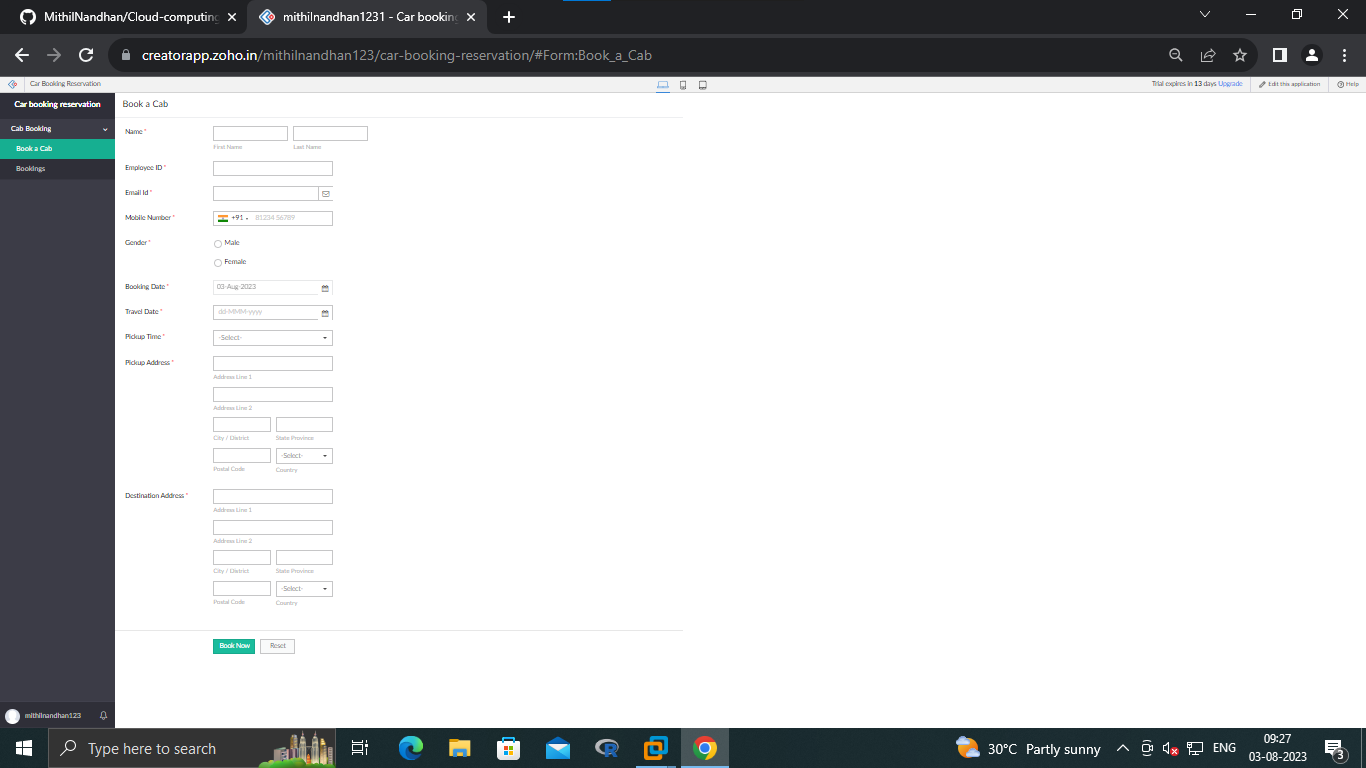 MithilNandhan/Cloud-computing
mithilnandhan1231 - Car booking
creatorapp.zoho.in/mithilnandhan123/car-booking-reservation/#Form:Book_a_Cab
Car Booking Reservation
Trial expires in 13 days Upgrade
Edit this application
Help
Car booking reservation
Cab Booking
Book a Cab
Bookings
Book a Cab
Name *
First Name Last Name
Employee ID *
Email Id *
Mobile Number * +91 81234 56789
Gender * Male
Female
Booking Date * 03-Aug-2023
Travel Date * dd-MMM-yyyy
Pickup Time * -Select-
Pickup Address *
Address Line 1
Address Line 2
City / District State Province
-Select-
Postal Code Country
Destination Address *
Address Line 1
Address Line 2
City / District State Province
-Select-
Postal Code Country
Book Now Reset
mithilnandhan123
Type here to search
30°C Partly sunny
ENG
09:27
03-08-2023
3